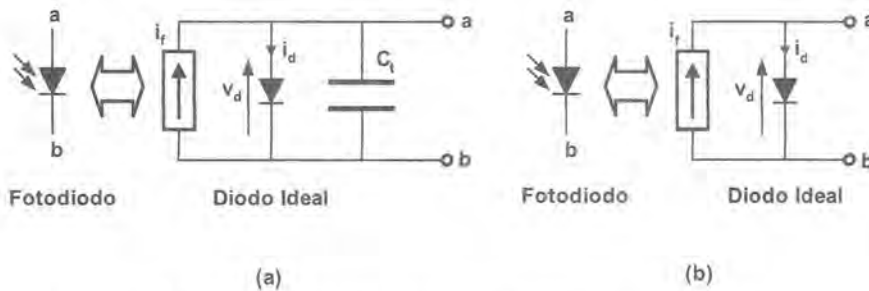 a
i_f
i_d
C_t
v_d
a
b
b
Fotodiodo
Diodo Ideal
(a)
a
i_f
i_d
v_d
a
b
b
Fotodiodo
Diodo Ideal
(b)